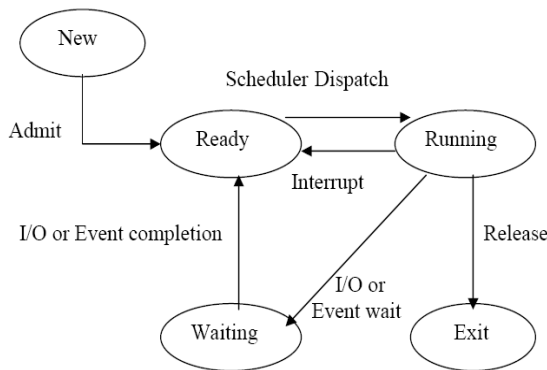 New
Scheduler Dispatch
Admit
Ready
Running
Interrupt
I/O or Event completion
Release
I/O or
Event wait
Waiting
Exit